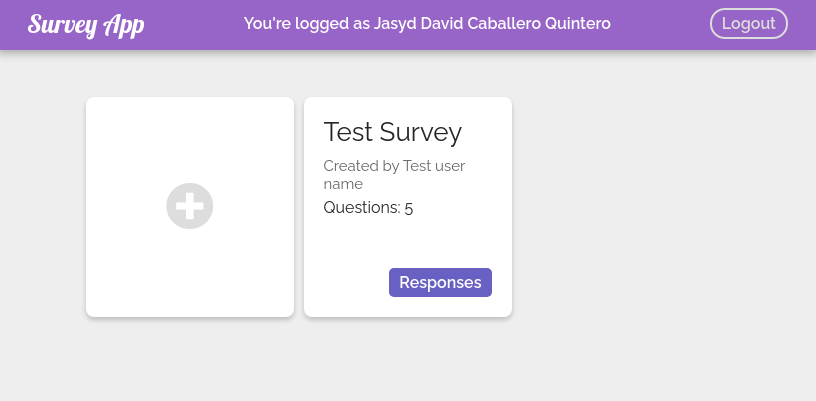 Survey App
You're logged as Jasyd David Caballero Quintero
Logout
Test Survey
Created by Test user
name
Questions: 5
Responses